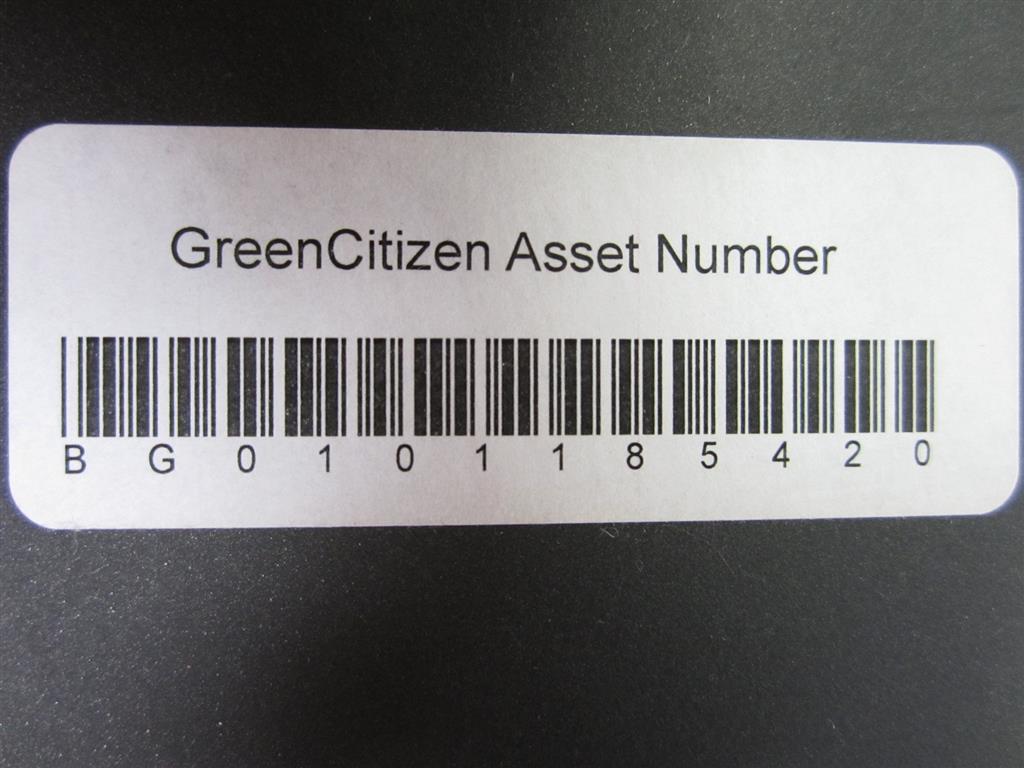 GreenCitizen Asset Number
B G 0 1 0 1 1 8 5 4 2 0